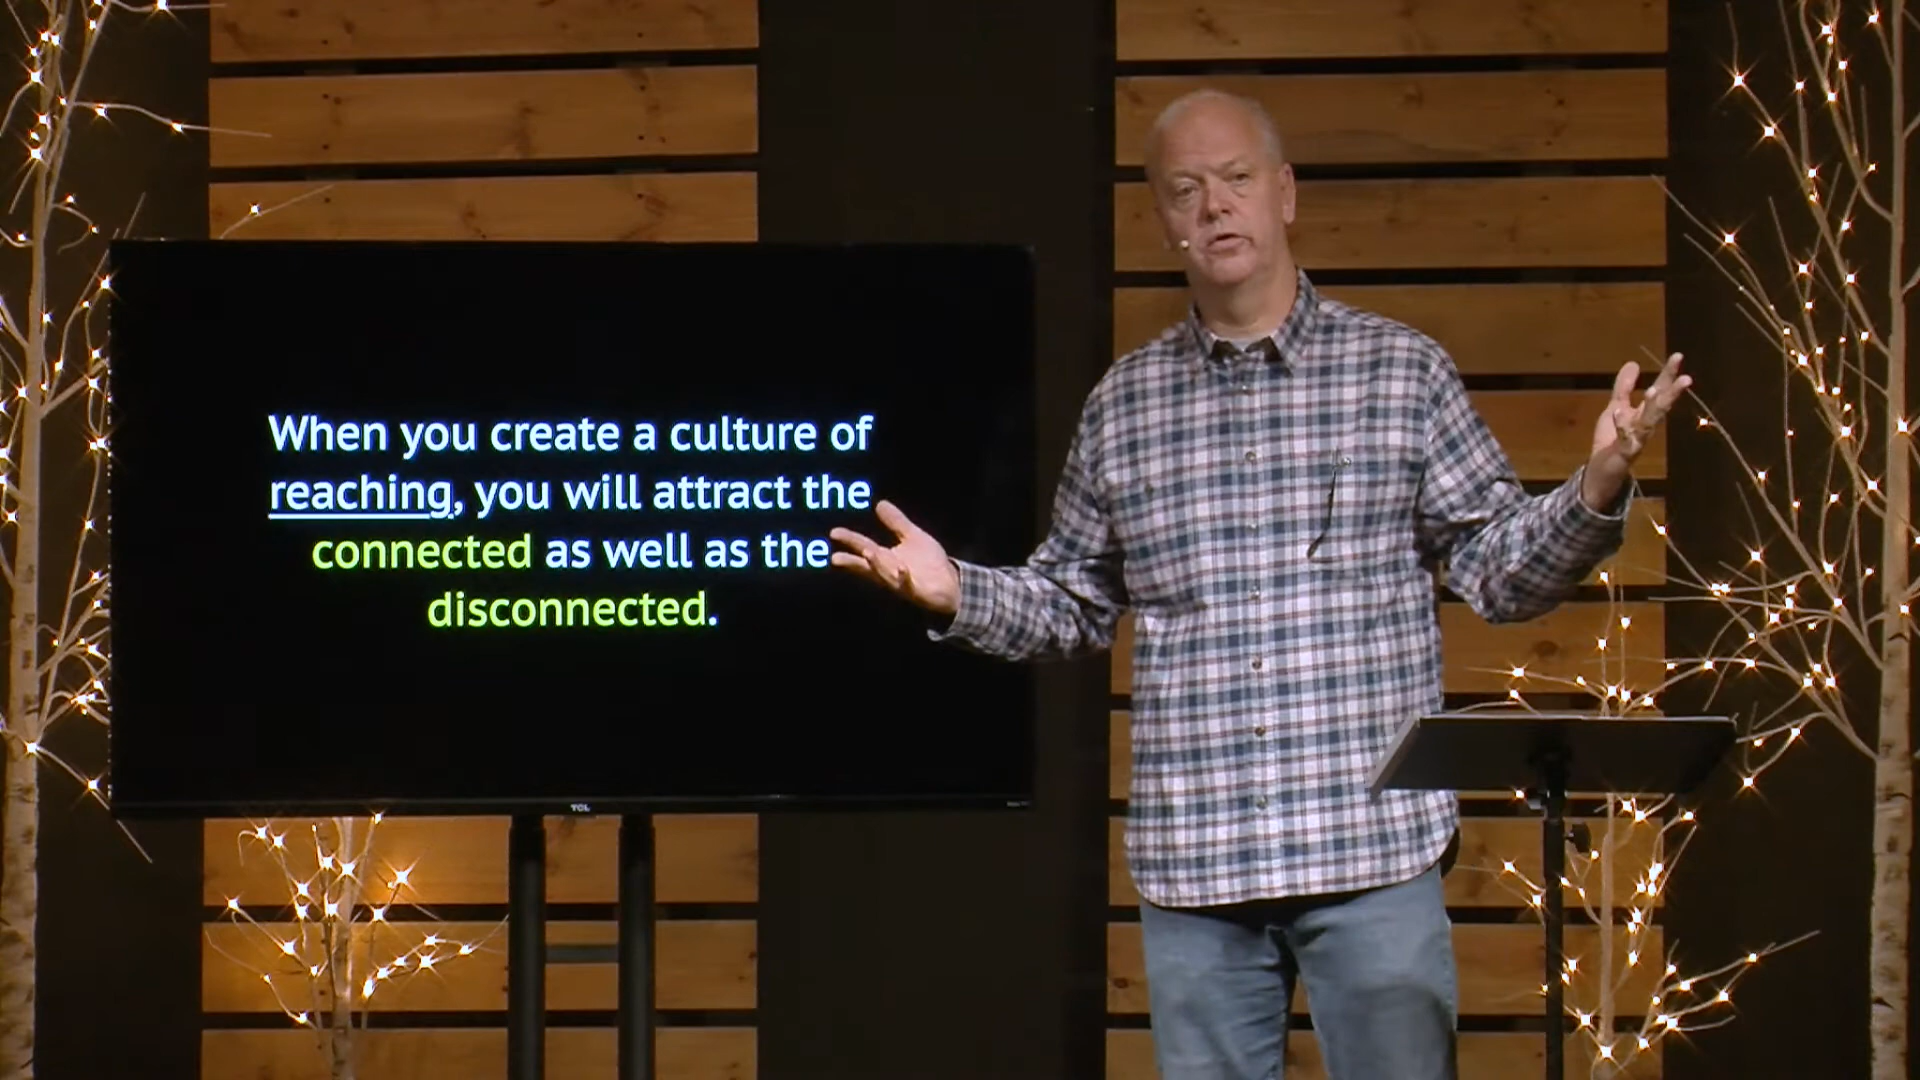 When you create a culture of
reaching, you will attract the
connected as well as the
disconnected.
TCL